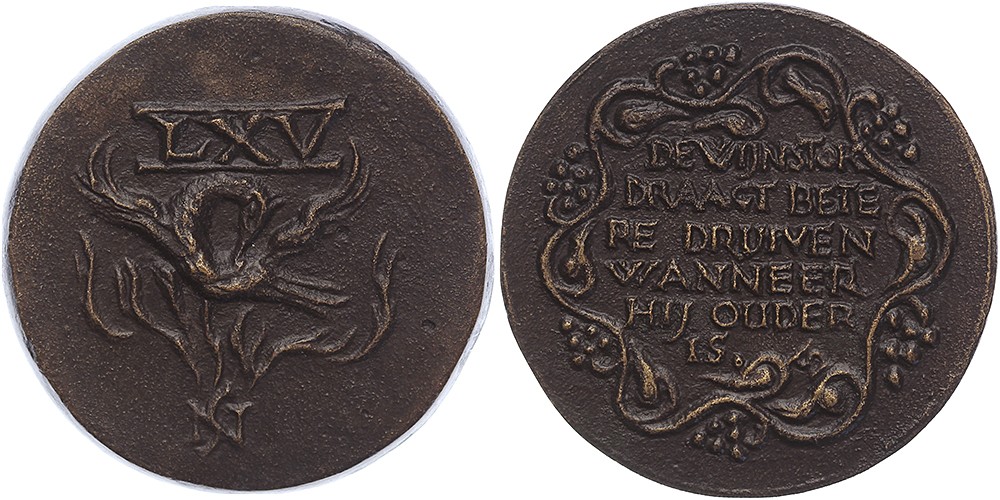 LXV
DE WIJNSTOK
DRAAGT BETE
RE DRUIVEN
WANNEER
HIJ OUDER
IS.